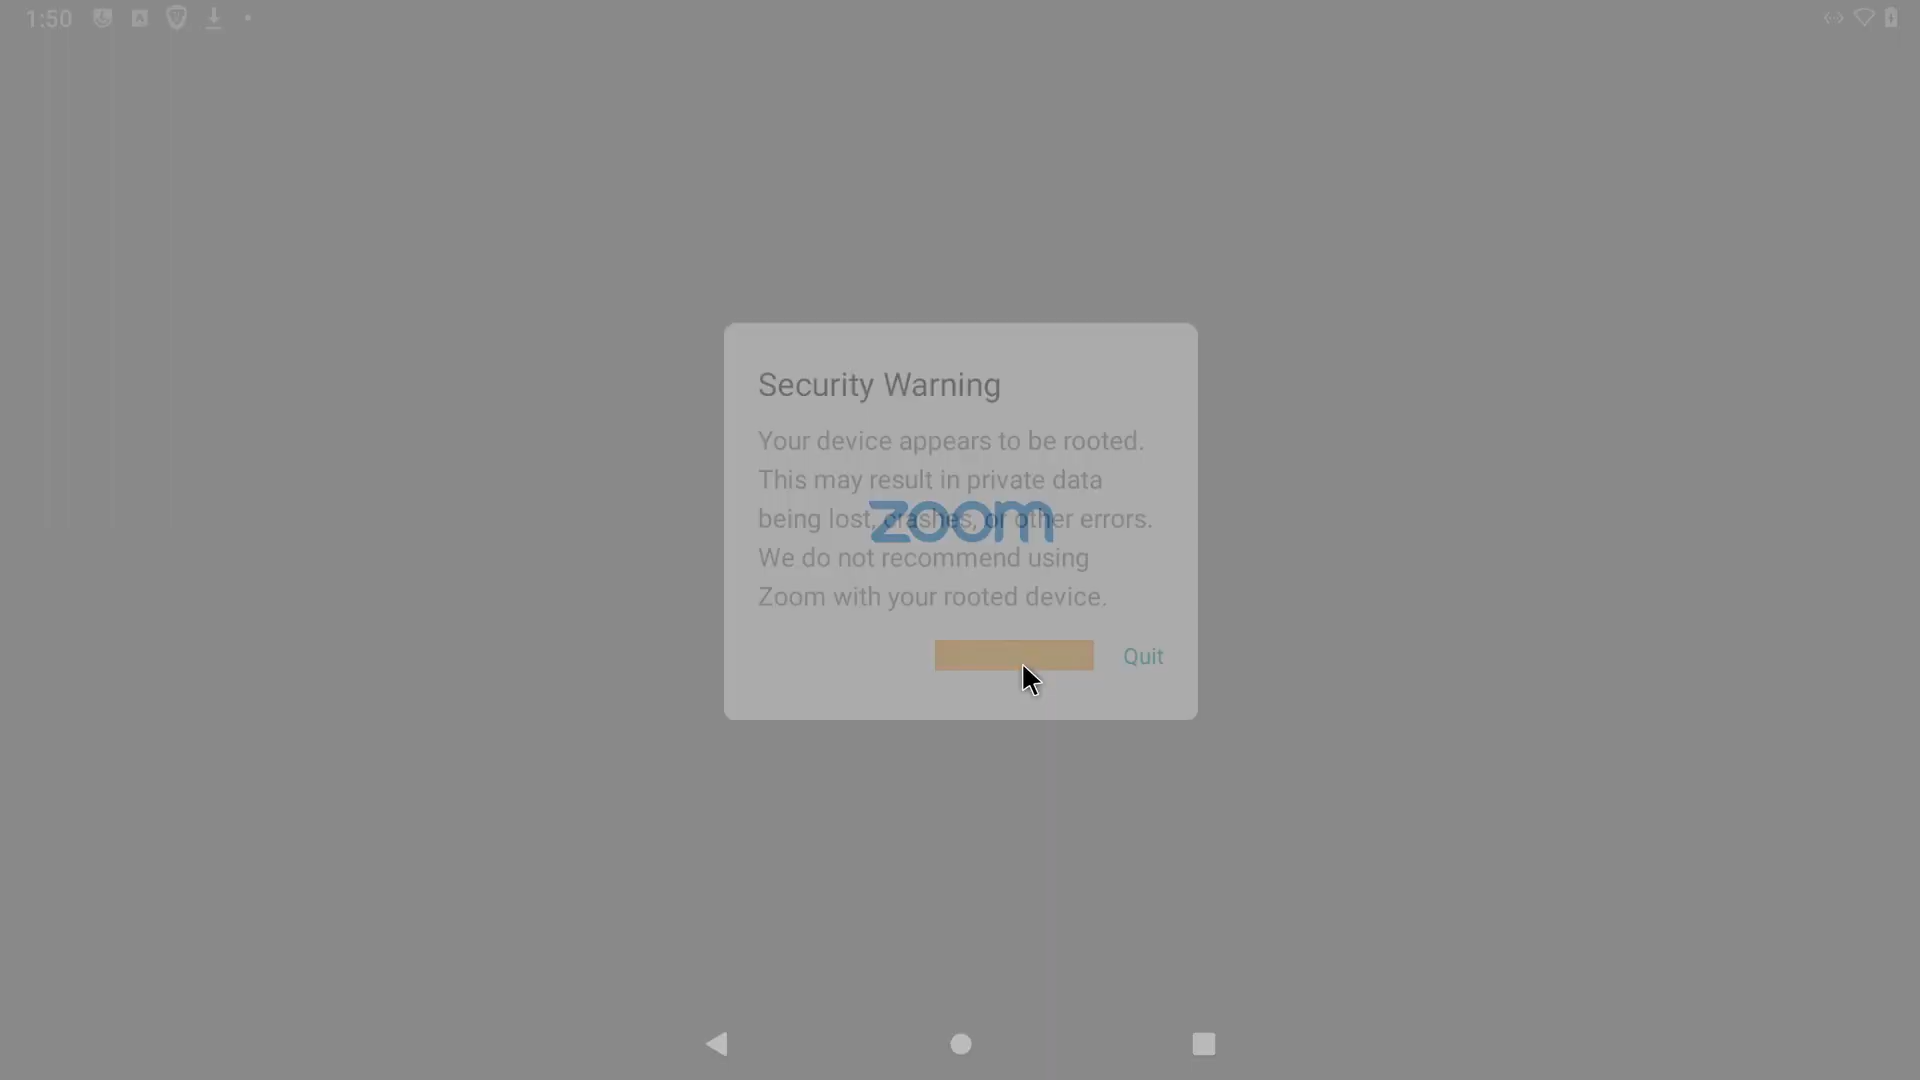 1:50
Security Warning
Your device appears to be rooted.
This may result in private data
being lost, crashes, or other errors.
zoom
We do not recommend using
Zoom with your rooted device.
Quit